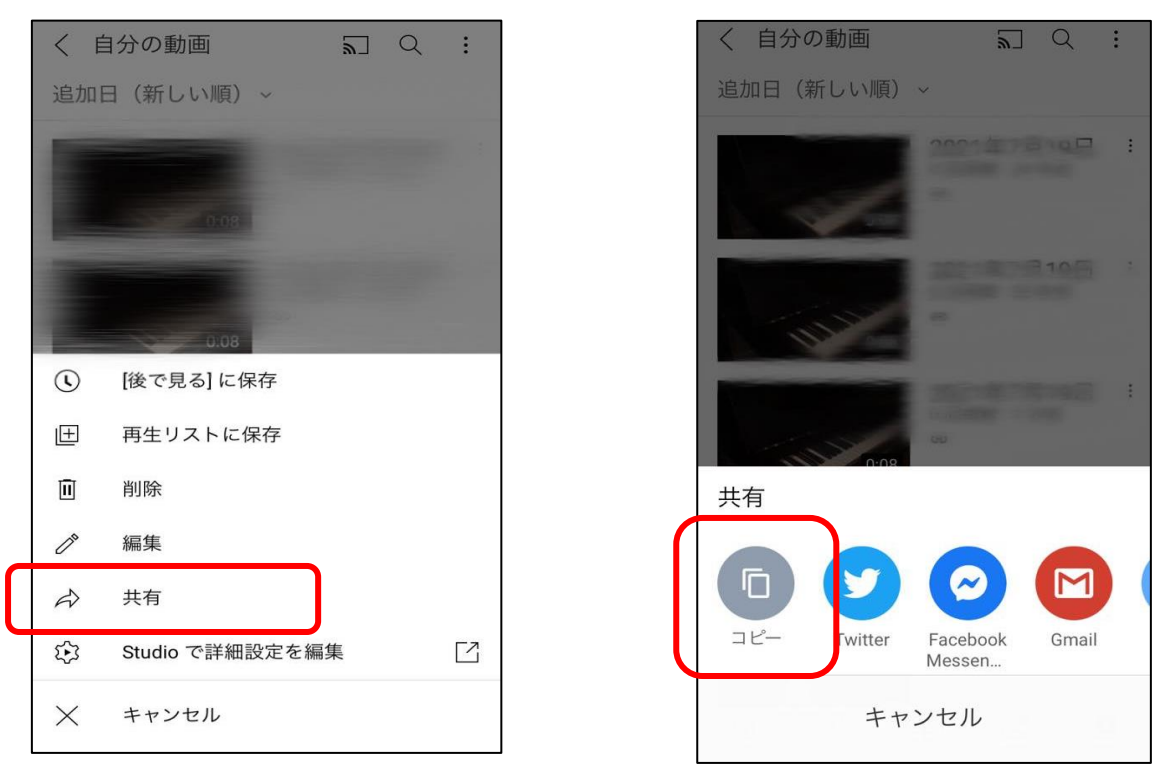 自分の動画
追加日（新しい順）
0:08
0:08
[後で見る] に保存
再生リストに保存
削除
編集
共有
Studio で詳細設定を編集
キャンセル
自分の動画
追加日（新しい順）
0:08
共有
コピー
Twitter
Facebook
Messen...
Gmail
キャンセル